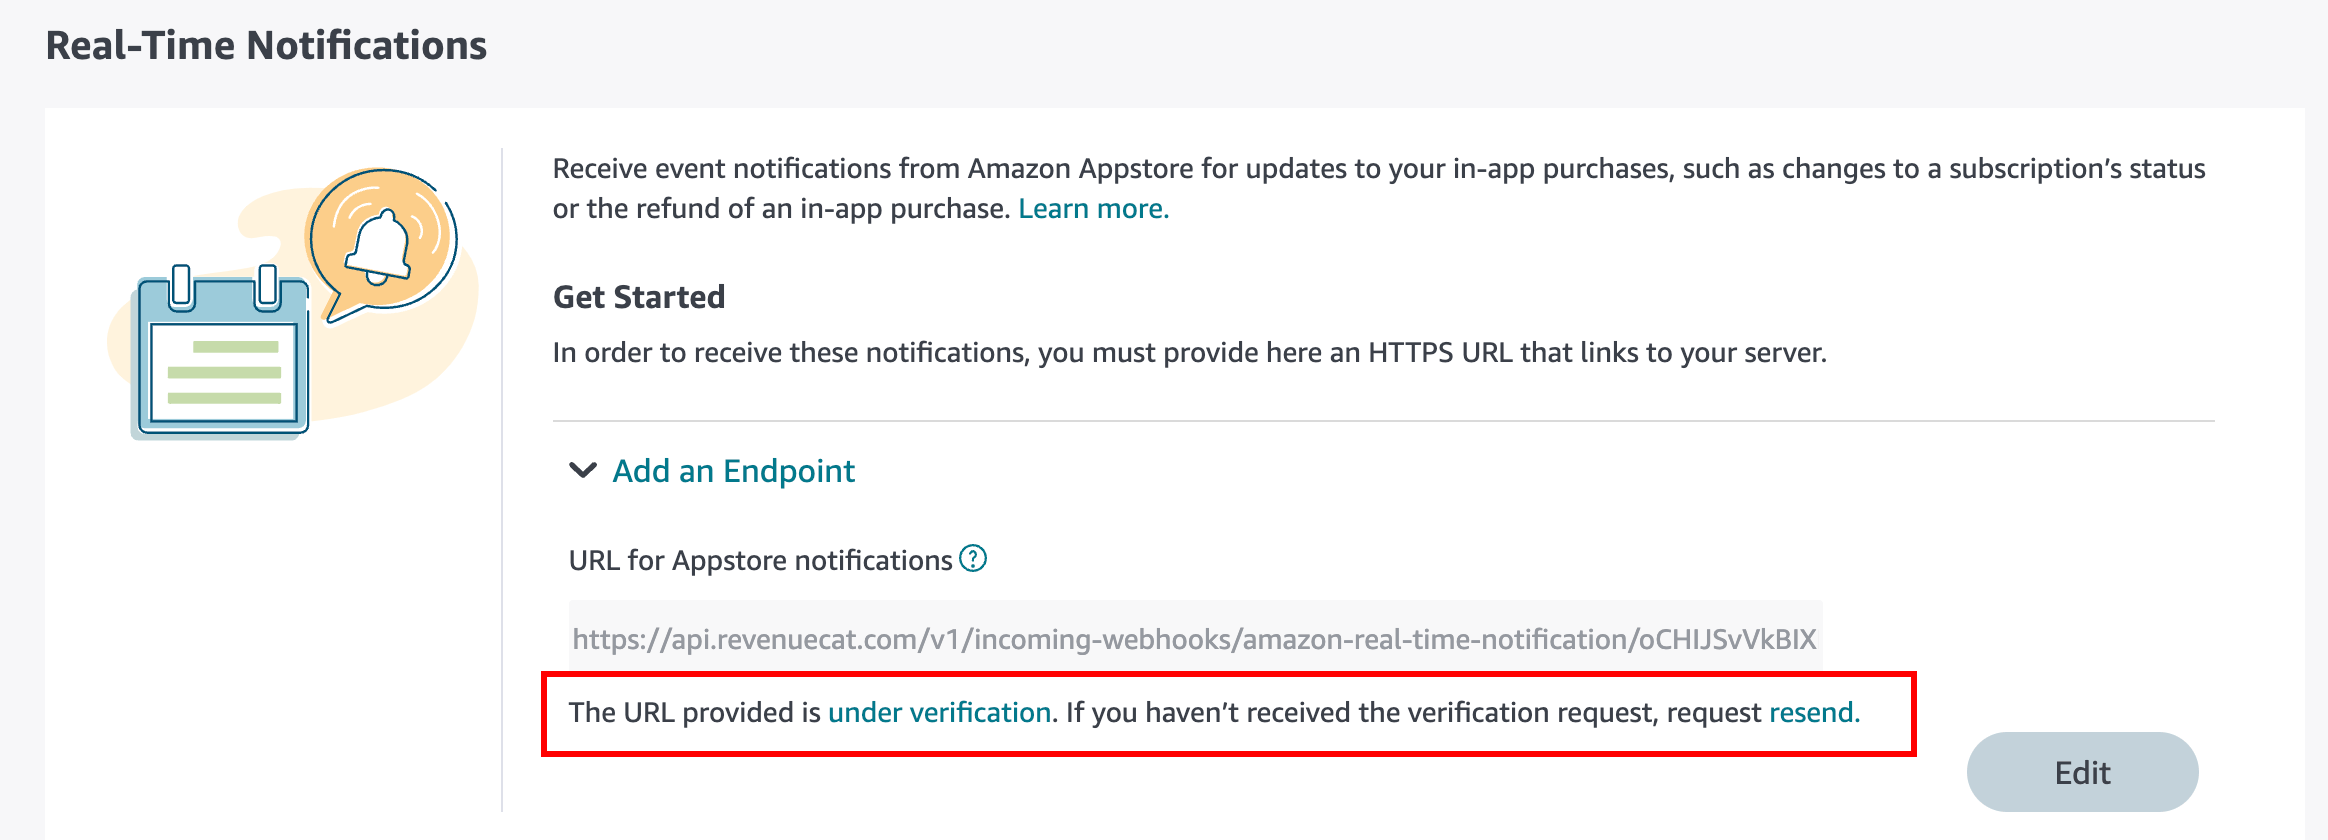 Real-Time Notifications
Receive event notifications from Amazon Appstore for updates to your in-app purchases, such as changes to a subscription’s status
or the refund of an in-app purchase. Learn more.
Get Started
In order to receive these notifications, you must provide here an HTTPS URL that links to your server.
Add an Endpoint
URL for Appstore notifications ?
https://api.revenuecat.com/v1/incoming-webhooks/amazon-real-time-notification/oCHIJSvVkBIX
The URL provided is under verification. If you haven’t received the verification request, request resend.
Edit